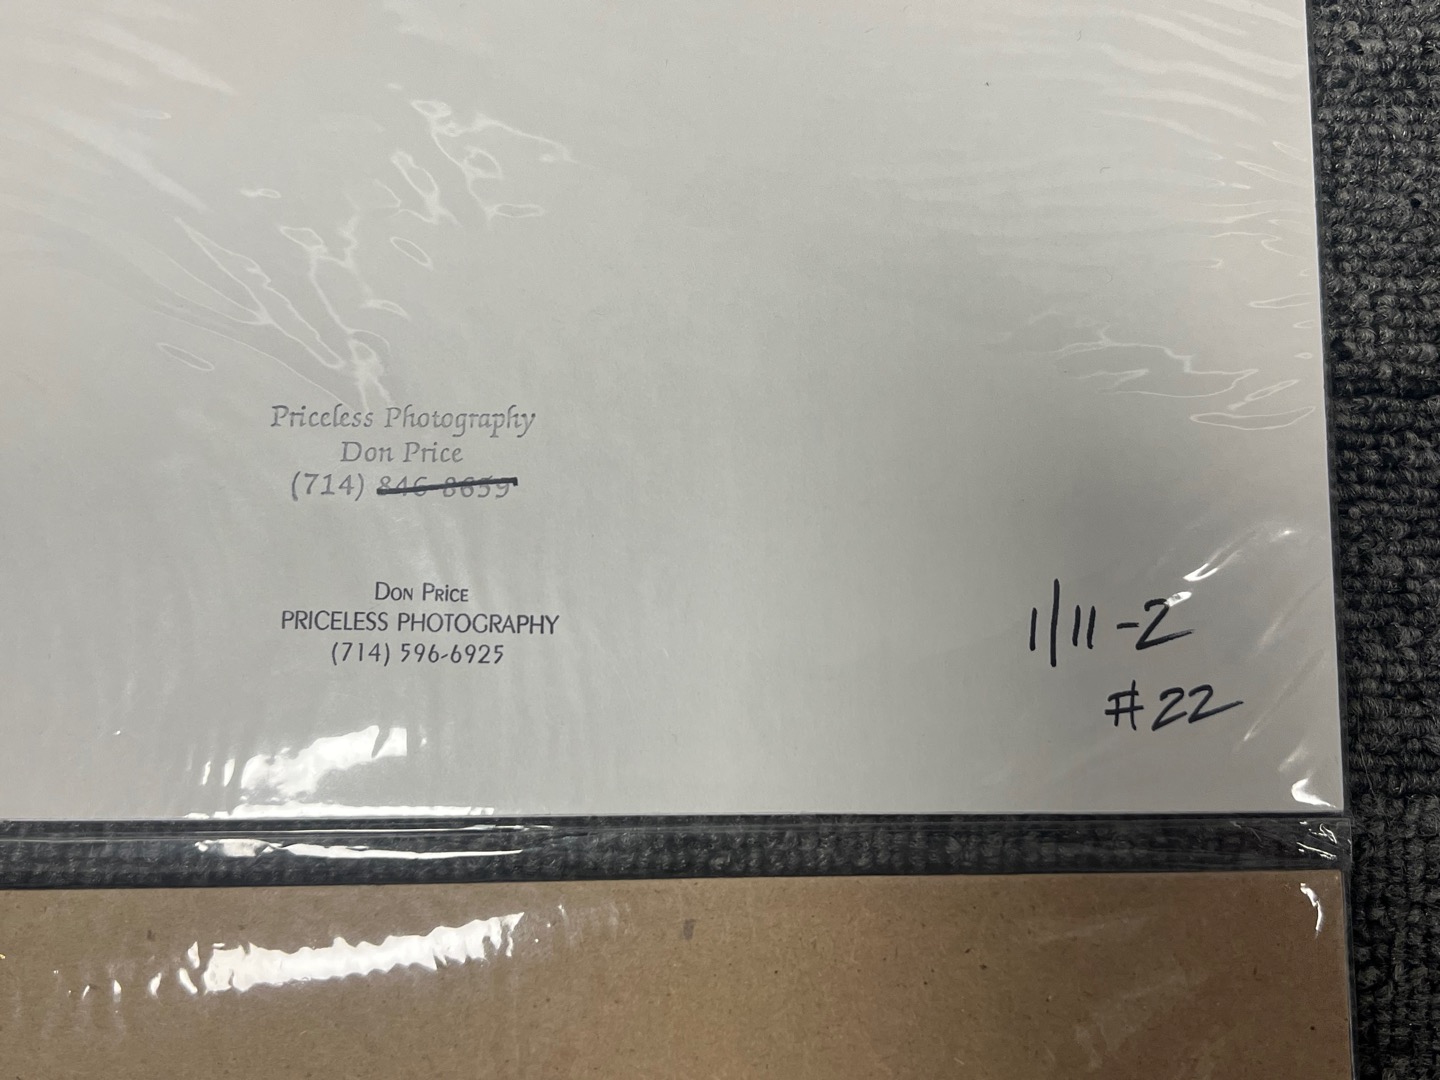 Priceless Photography
Don Price
(714) 846-8659
Don Price
PRICELESS PHOTOGRAPHY
(714) 596-6925
1/11-2
#22